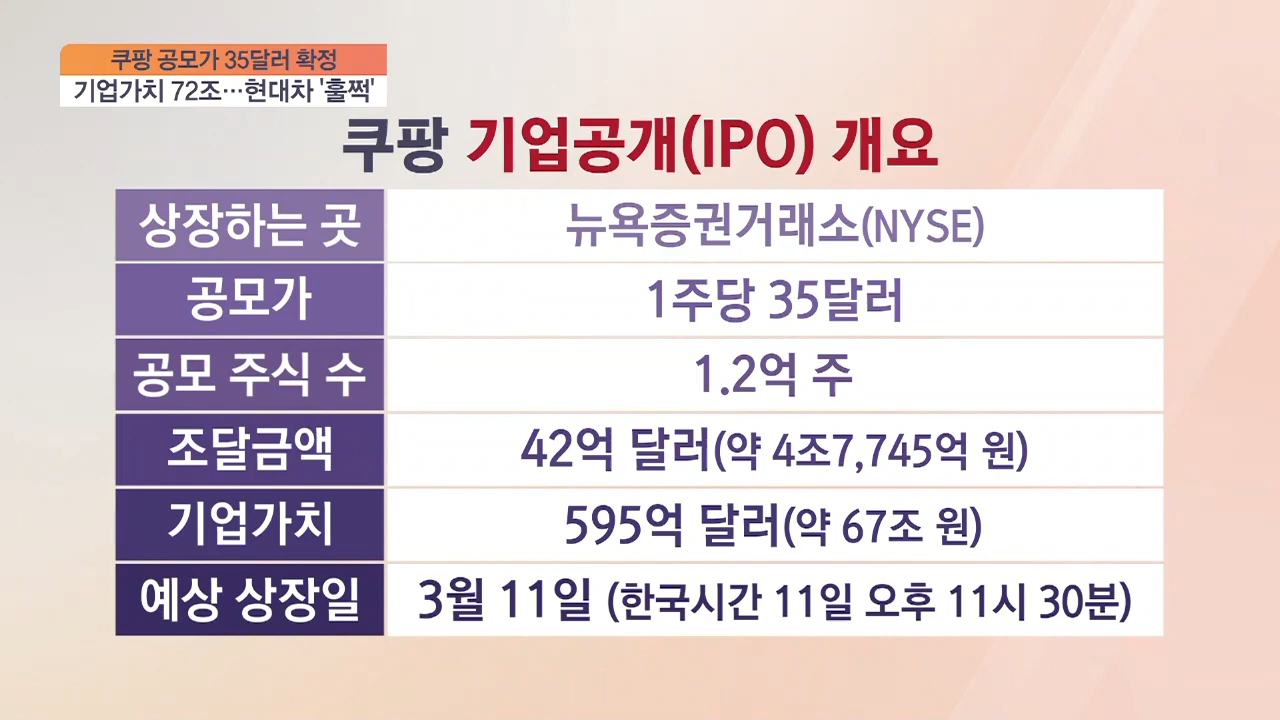 쿠팡 공모가 35달러 확정
기업가치 72조…현대차 '훌쩍'
쿠팡 기업공개(IPO) 개요
상장하는 곳 뉴욕증권거래소(NYSE)
공모가 1주당 35달러
공모 주식 수 1.2억 주
조달금액 42억 달러(약 4조7,745억 원)
기업가치 595억 달러(약 67조 원)
예상 상장일 3월 11일 (한국시간 11일 오후 11시 30분)